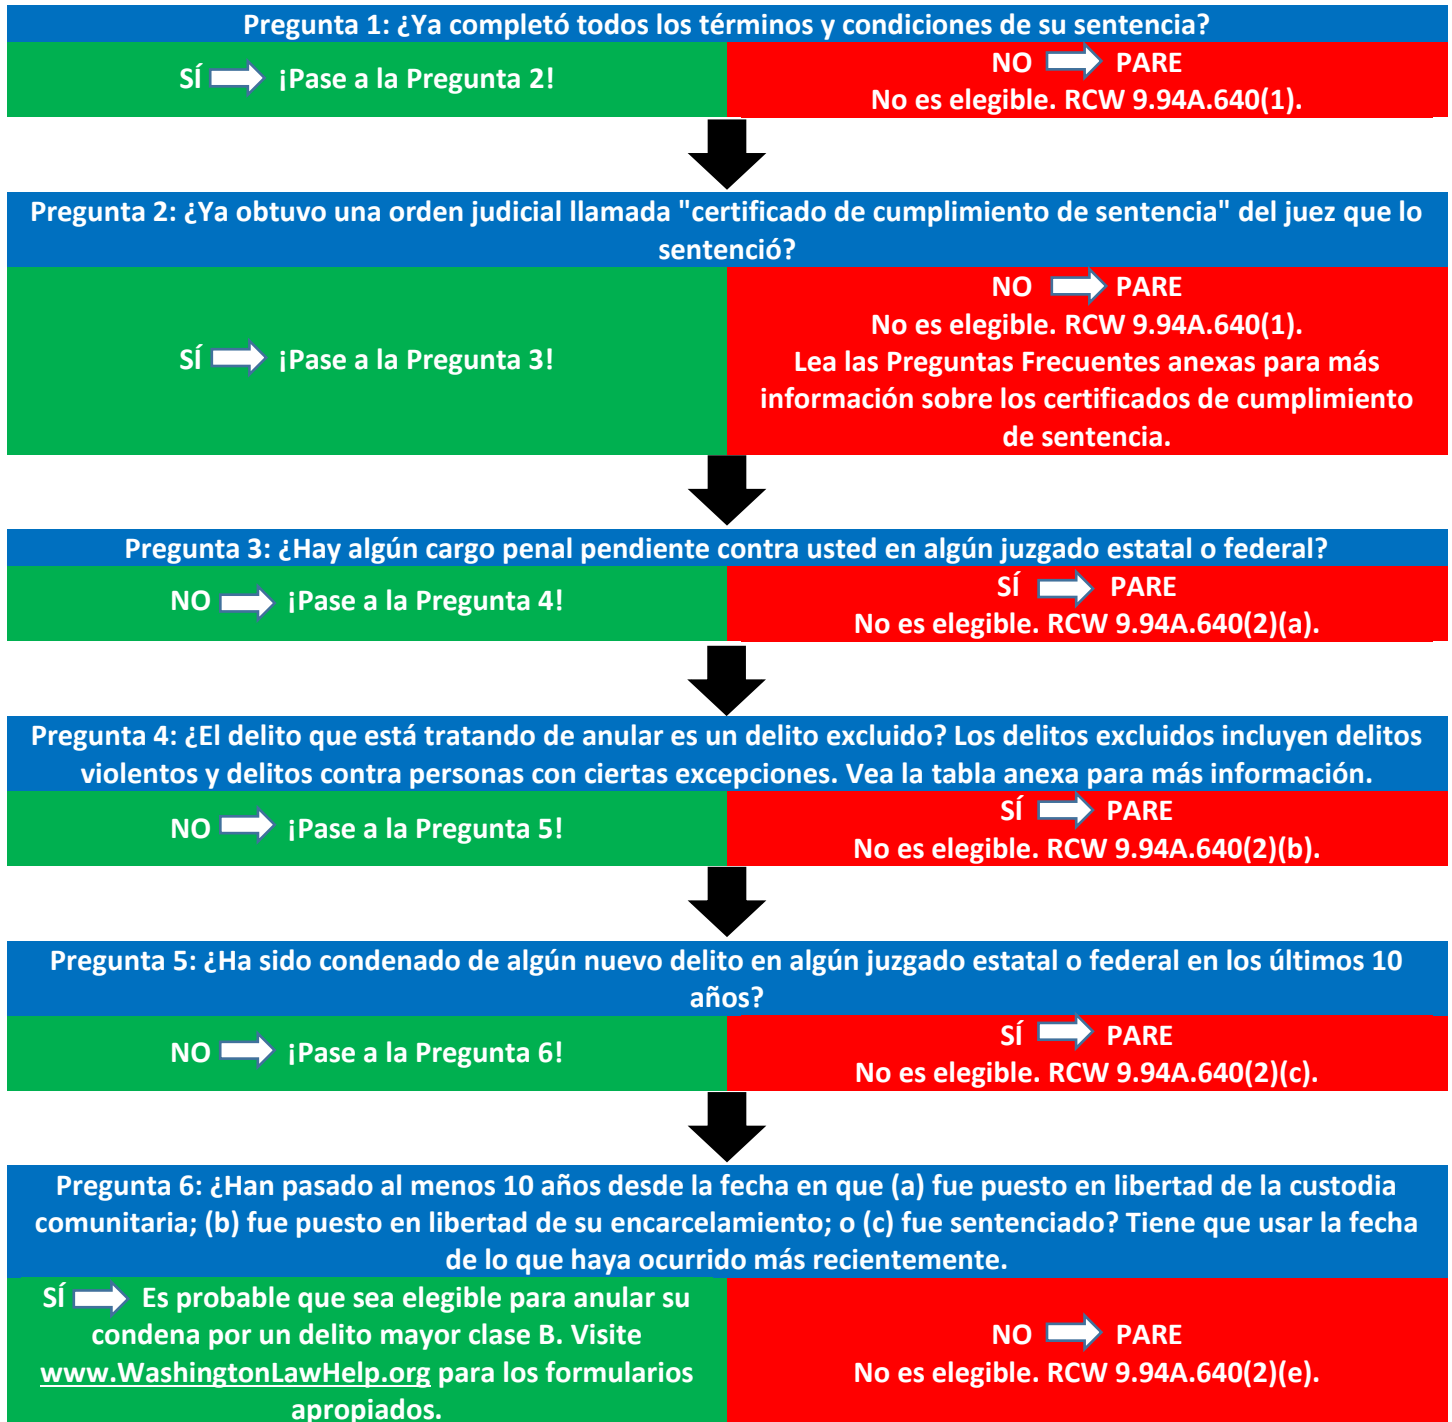 Pregunta 1: ¿Ya completó todos los términos y condiciones de su sentencia?
SÍ ¡Pase a la Pregunta 2!
NO PARE
No es elegible. RCW 9.94A.640(1).
Pregunta 2: ¿Ya obtuvo una orden judicial llamada "certificado de cumplimiento de sentencia" del juez que lo
sentenció?
SÍ ¡Pase a la Pregunta 3!
NO PARE
No es elegible. RCW 9.94A.640(1).
Lea las Preguntas Frecuentes anexas para más
información sobre los certificados de cumplimiento
de sentencia.
Pregunta 3: ¿Hay algún cargo penal pendiente contra usted en algún juzgado estatal o federal?
NO ¡Pase a la Pregunta 4!
SÍ PARE
No es elegible. RCW 9.94A.640(2)(a).
Pregunta 4: ¿El delito que está tratando de anular es un delito excluido? Los delitos excluidos incluyen delitos
violentos y delitos contra personas con ciertas excepciones. Vea la tabla anexa para más información.
NO ¡Pase a la Pregunta 5!
SÍ PARE
No es elegible. RCW 9.94A.640(2)(b).
Pregunta 5: ¿Ha sido condenado de algún nuevo delito en algún juzgado estatal o federal en los últimos 10
años?
NO ¡Pase a la Pregunta 6!
SÍ PARE
No es elegible. RCW 9.94A.640(2)(c).
Pregunta 6: ¿Han pasado al menos 10 años desde la fecha en que (a) fue puesto en libertad de la custodia
comunitaria; (b) fue puesto en libertad de su encarcelamiento; o (c) fue sentenciado? Tiene que usar la fecha
de lo que haya ocurrido más recientemente.
SÍ Es probable que sea elegible para anular su
condena por un delito mayor clase B. Visite
www.WashingtonLawHelp.org para los formularios
apropiados.
NO PARE
No es elegible. RCW 9.94A.640(2)(e).